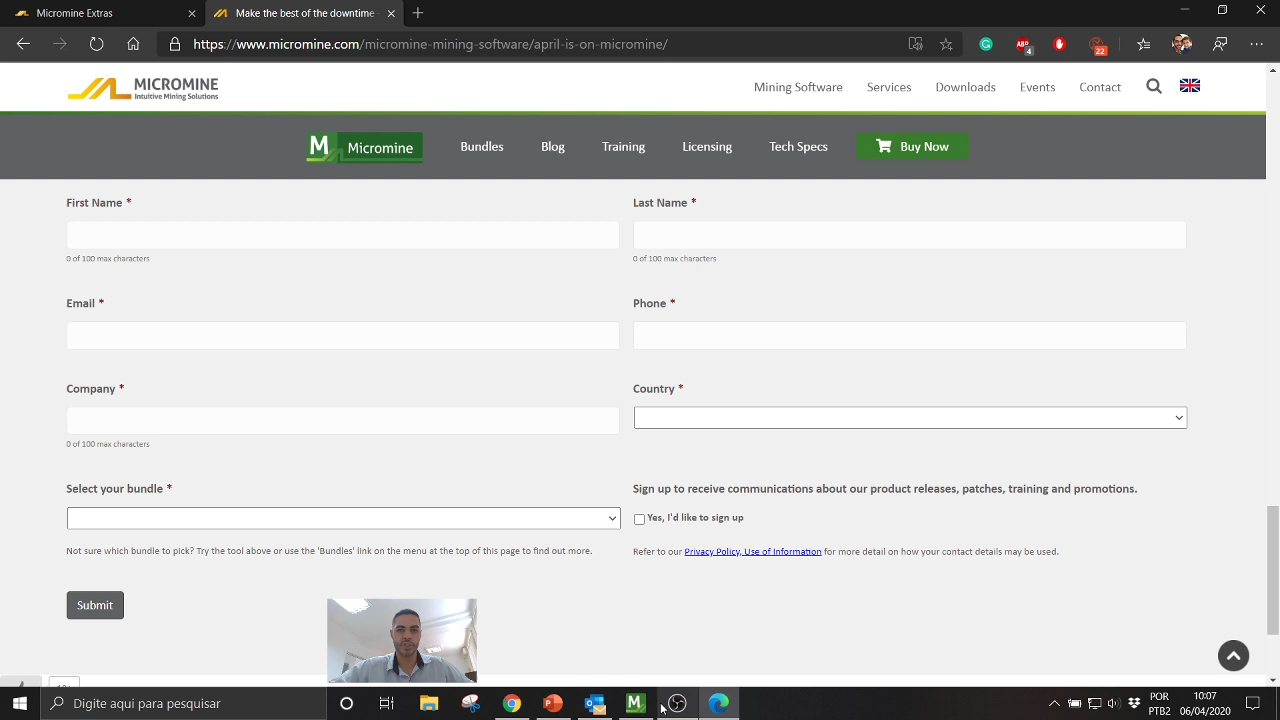 Micromine Extras
Make the best of the downtime
https://www.micromine.com/micromine-mining-software/april-is-on-micromine/
ABP
4
22
MICROMINE
Intuitive Mining Solutions
Mining Software
Services
Downloads
Events
Contact
M Micromine
Bundles
Blog
Training
Licensing
Tech Specs
Buy Now
First Name *
Last Name *
0 of 100 max characters
0 of 100 max characters
Email *
Phone *
Company *
Country *
0 of 100 max characters
Select your bundle *
Sign up to receive communications about our product releases, patches, training and promotions.
Yes, I'd like to sign up
Not sure which bundle to pick? Try the tool above or use the 'Bundles' link on the menu at the top of this page to find out more.
Refer to our Privacy Policy, Use of Information for more detail on how your contact details may be used.
Submit
Digite aqui para pesquisar
M
POR
PTB2
10:07
06/04/2020